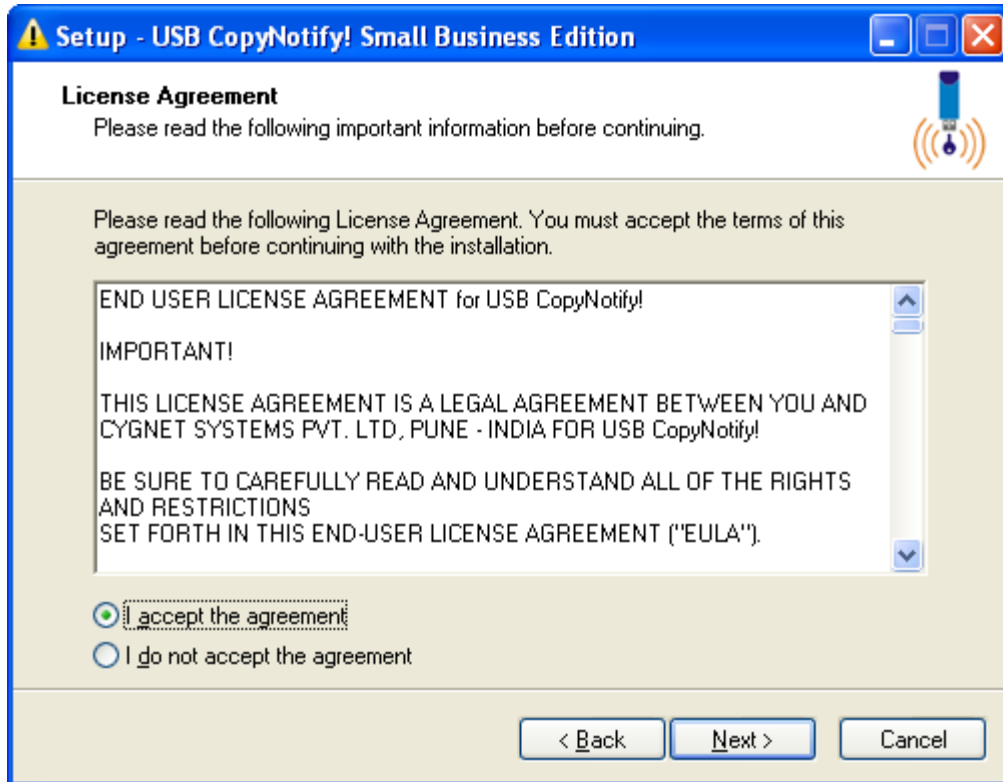 Setup - USB CopyNotify! Small Business Edition
License Agreement
Please read the following important information before continuing.
Please read the following License Agreement. You must accept the terms of this
agreement before continuing with the installation.
END USER LICENSE AGREEMENT for USB CopyNotify!
IMPORTANT!
THIS LICENSE AGREEMENT IS A LEGAL AGREEMENT BETWEEN YOU AND
CYGNET SYSTEMS PVT. LTD, PUNE - INDIA FOR USB CopyNotify!
BE SURE TO CAREFULLY READ AND UNDERSTAND ALL OF THE RIGHTS
AND RESTRICTIONS
SET FORTH IN THIS END-USER LICENSE AGREEMENT ("EULA").
I accept the agreement
I do not accept the agreement
< Back Next > Cancel